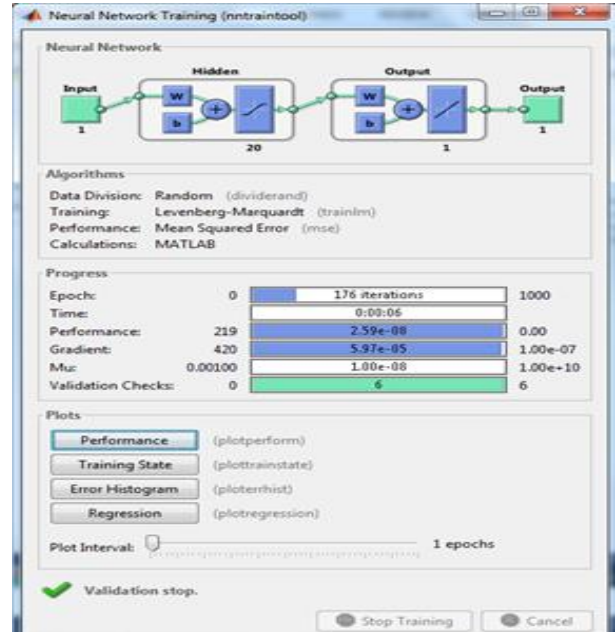 Neural Network Training (nntraintool)
Neural Network
Hidden
Output
Input
W
b
W
b
Output
1
20
1
1
Algorithms
Data Division: Random (dividerand)
Training: Levenberg-Marquardt (trainlm)
Performance: Mean Squared Error (mse)
Calculations: MATLAB
Progress
Epoch: 0 176 iterations 1000
Time: 0:00:06
Performance: 219 2.59e-08 0.00
Gradient: 420 5.97e-05 1.00e-07
Mu: 0.00100 1.00e-08 1.00e+10
Validation Checks: 0 6 6
Plots
Performance (plotperform)
Training State (plottrainstate)
Error Histogram (ploterrhist)
Regression (plotregression)
Plot Interval: 1 epochs
Validation stop.
Stop Training Cancel